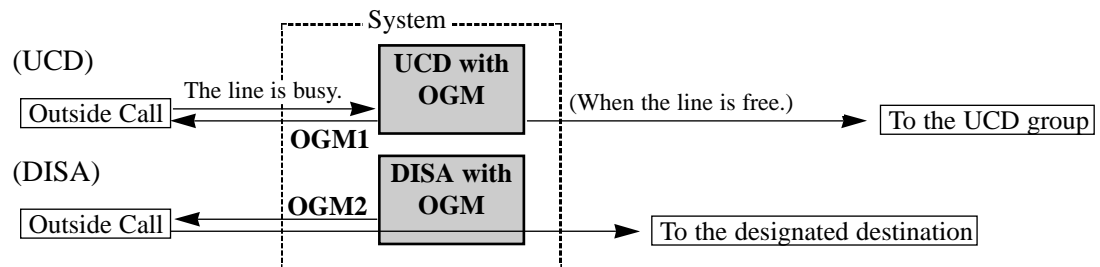 System
(UCD)
UCD with
OGM
The line is busy.
(When the line is free.)
Outside Call
To the UCD group
OGM1
(DISA)
DISA with
OGM
OGM2
Outside Call
To the designated destination